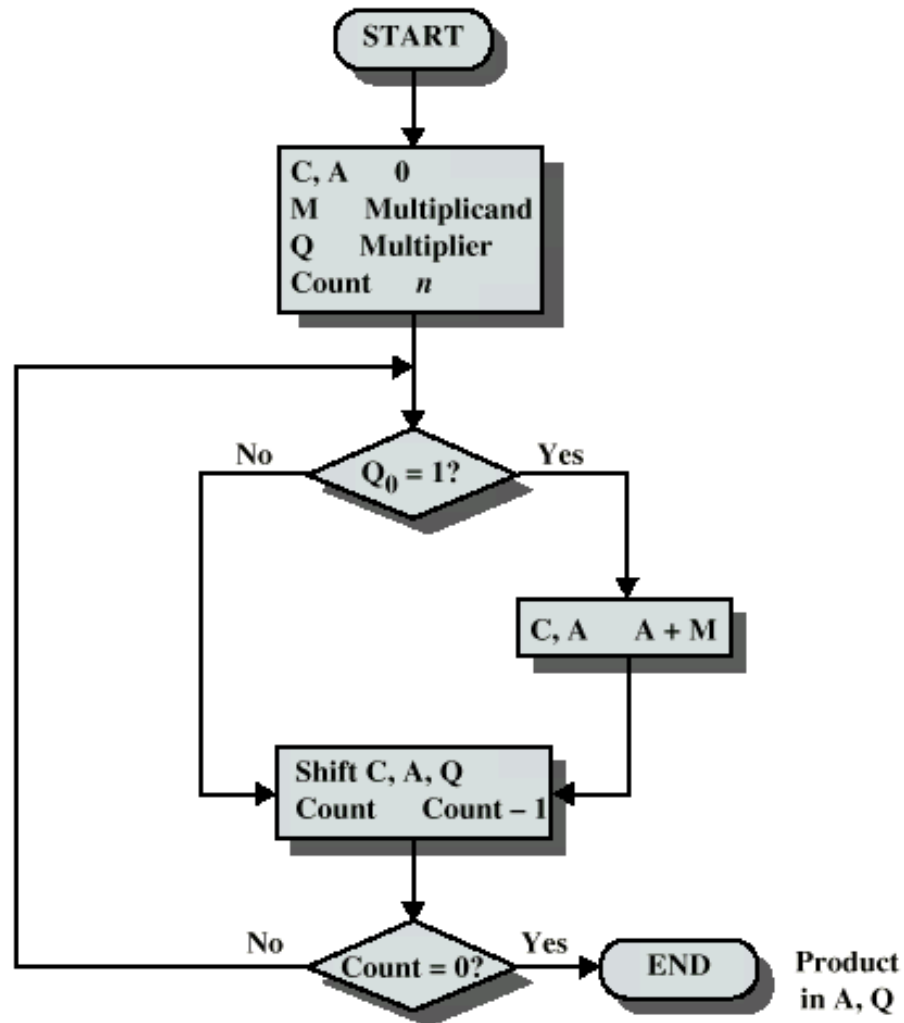 START
C, A 0
M Multiplicand
Q Multiplier
Count n
No
Q0 = 1?
Yes
C, A A + M
Shift C, A, Q
Count Count – 1
No
Count = 0?
Yes
END
Product
in A, Q